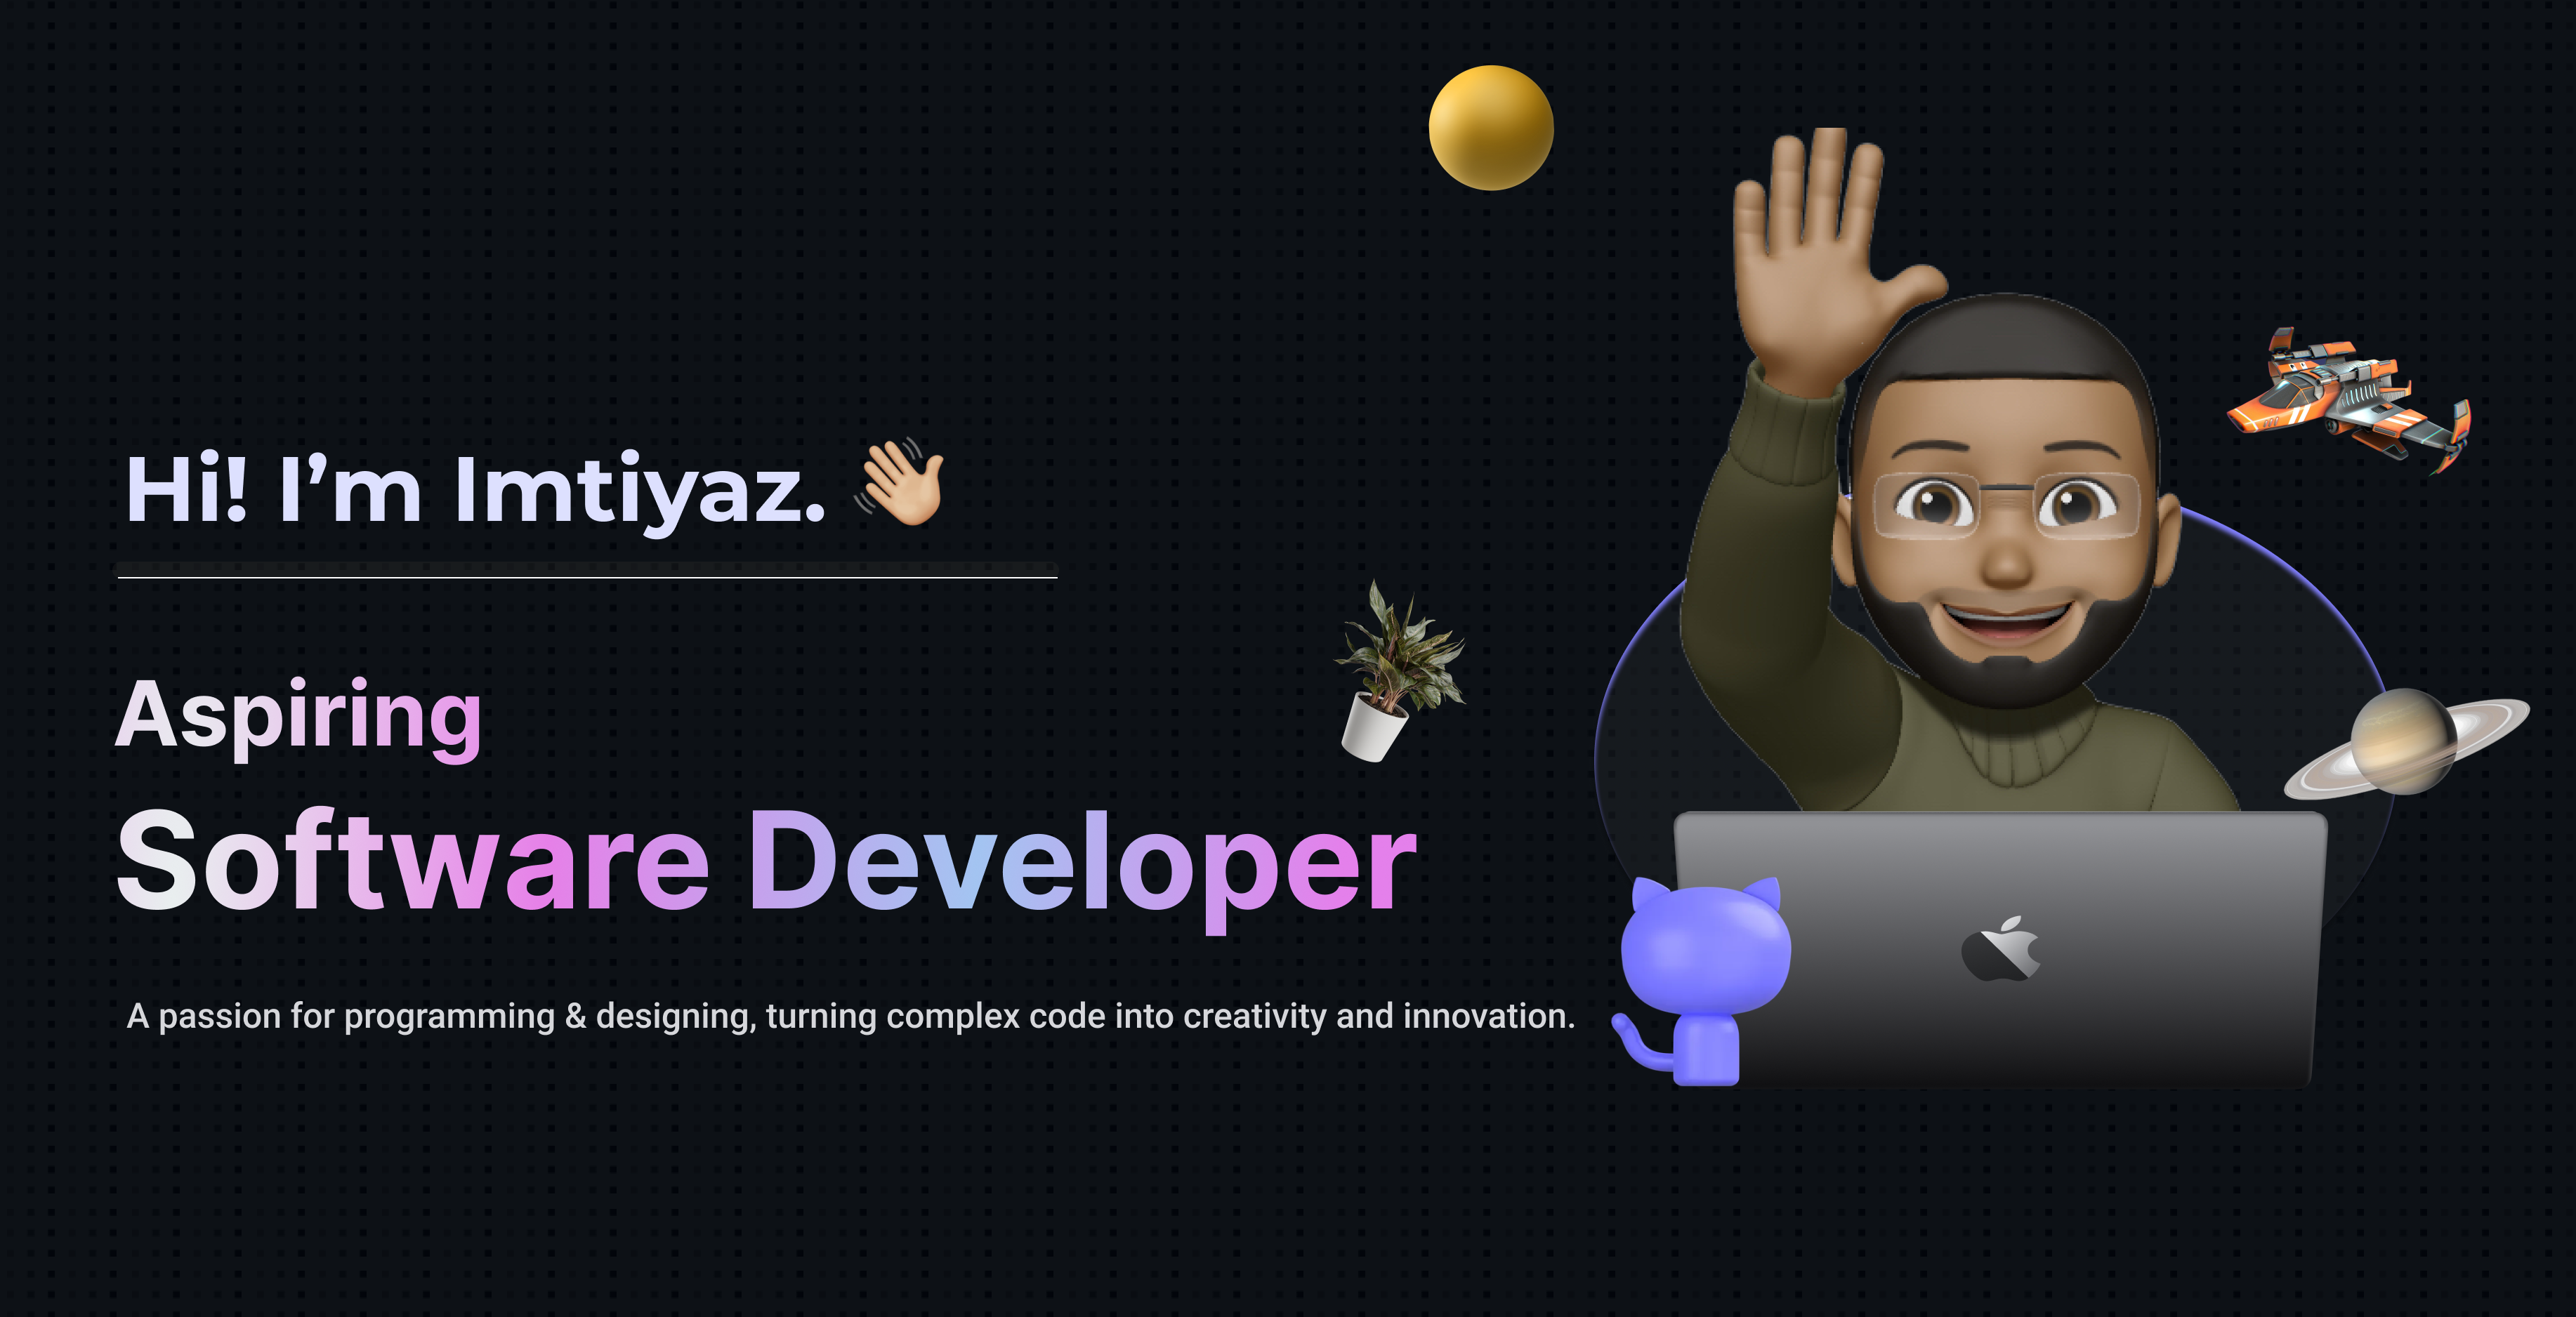 Hi! I’m Imtiyaz. 👋🏼
Aspiring
Software Developer
A passion for programming & designing, turning complex code into creativity and innovation.